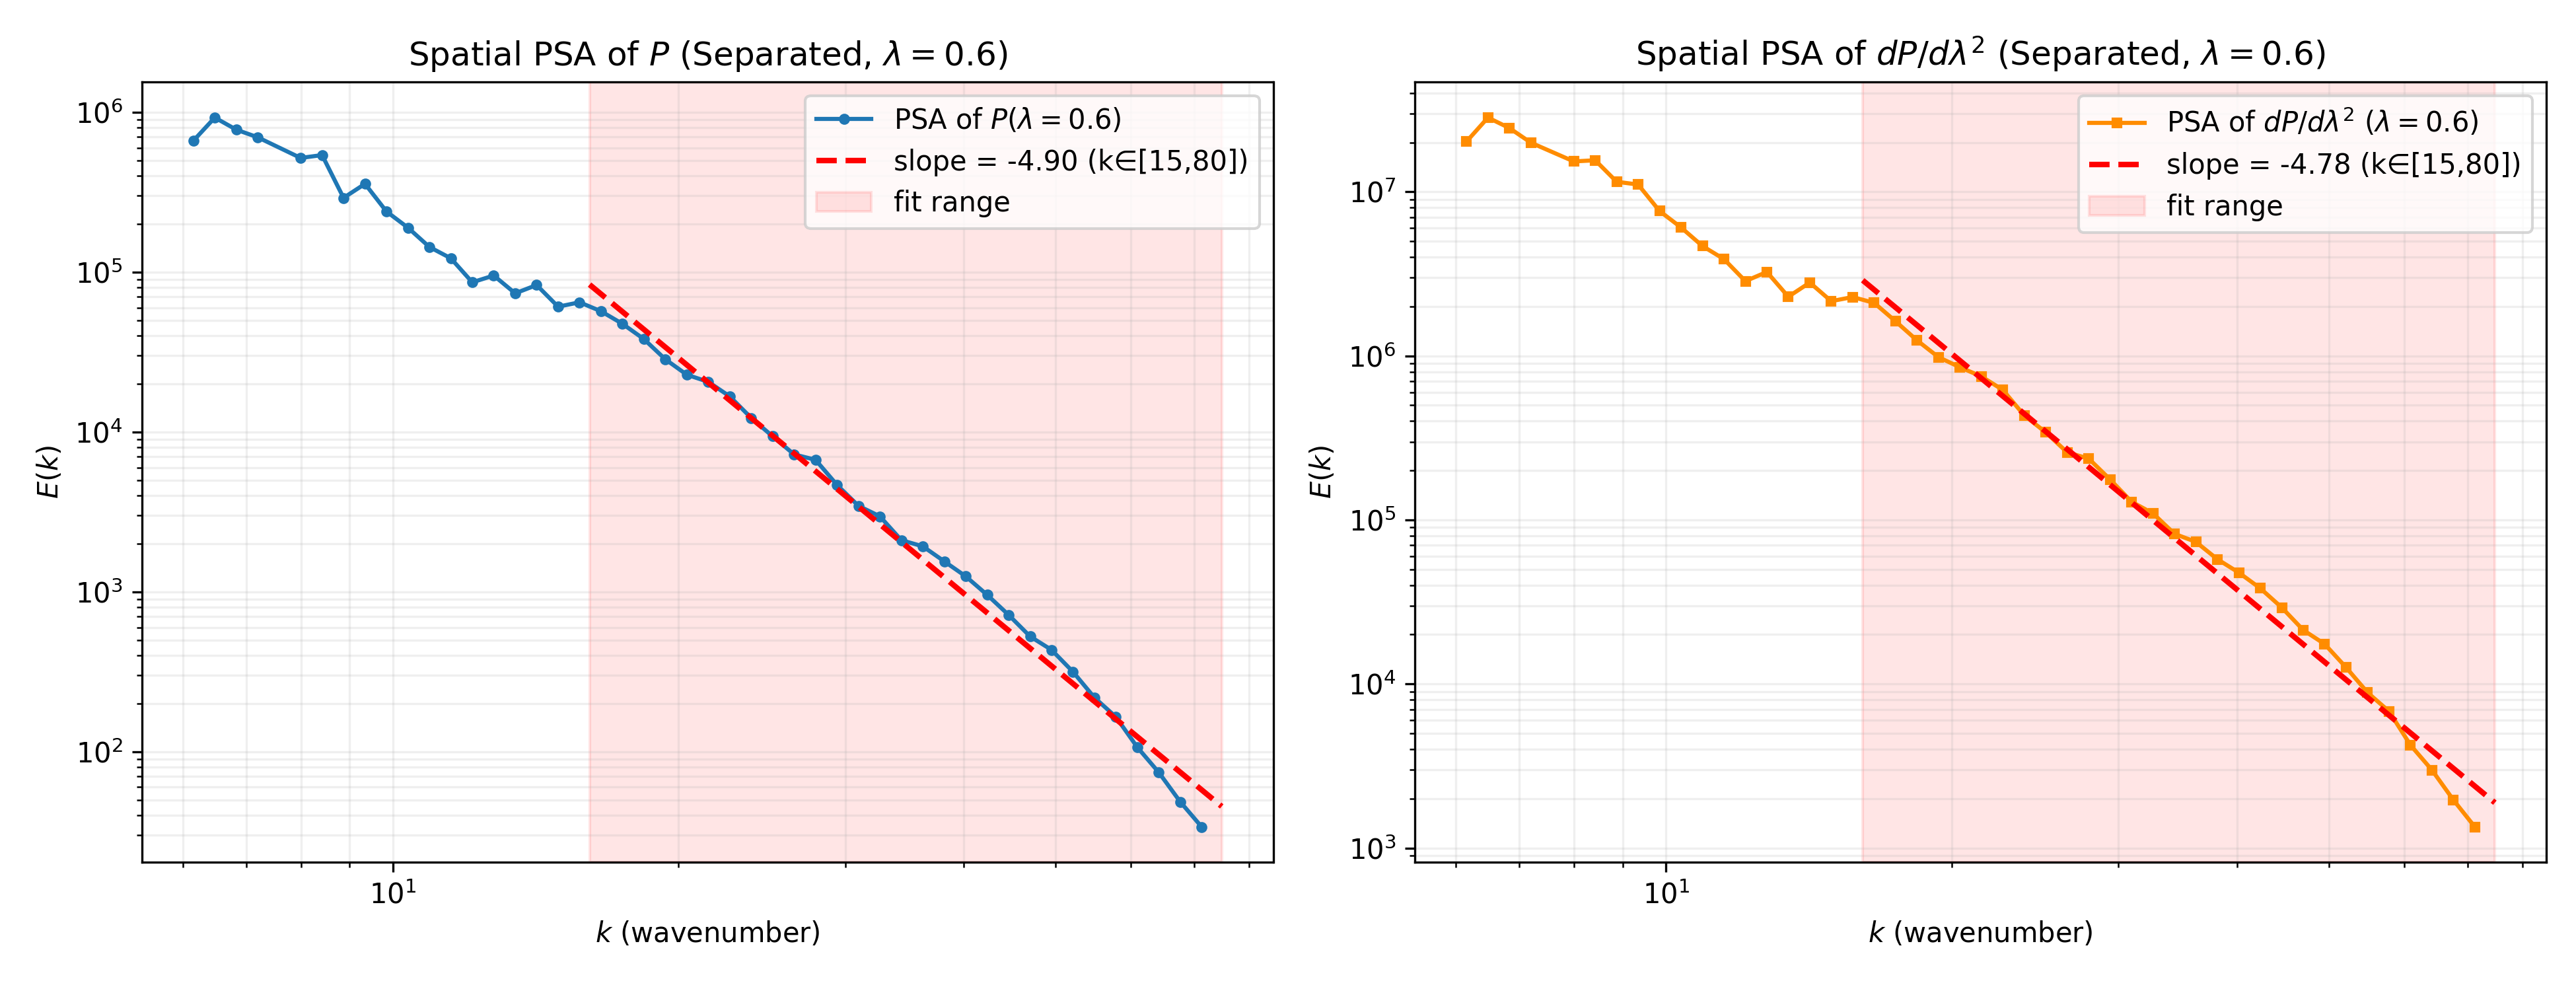 Spatial PSA of P (Separated, λ = 0.6)
PSA of P(λ = 0.6)
slope = -4.90 (k∈[15,80])
fit range
10⁶
10⁵
10⁴
10³
10²
E(k)
10¹
k (wavenumber)
Spatial PSA of dP/dλ² (Separated, λ = 0.6)
PSA of dP/dλ² (λ = 0.6)
slope = -4.78 (k∈[15,80])
fit range
10⁷
10⁶
10⁵
10⁴
10³
E(k)
10¹
k (wavenumber)